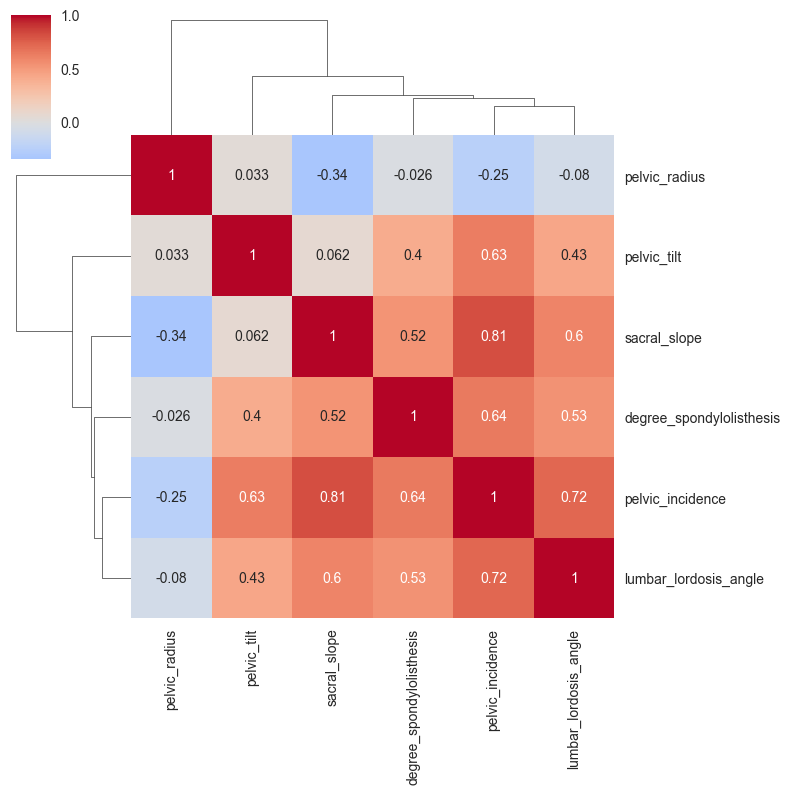 1.0
0.5
0.0
1 0.033 -0.34 -0.026 -0.25 -0.08 pelvic_radius
0.033 1 0.062 0.4 0.63 0.43 pelvic_tilt
-0.34 0.062 1 0.52 0.81 0.6 sacral_slope
-0.026 0.4 0.52 1 0.64 0.53 degree_spondylolisthesis
-0.25 0.63 0.81 0.64 1 0.72 pelvic_incidence
-0.08 0.43 0.6 0.53 0.72 1 lumbar_lordosis_angle
pelvic_radius
pelvic_tilt
sacral_slope
degree_spondylolisthesis
pelvic_incidence
lumbar_lordosis_angle